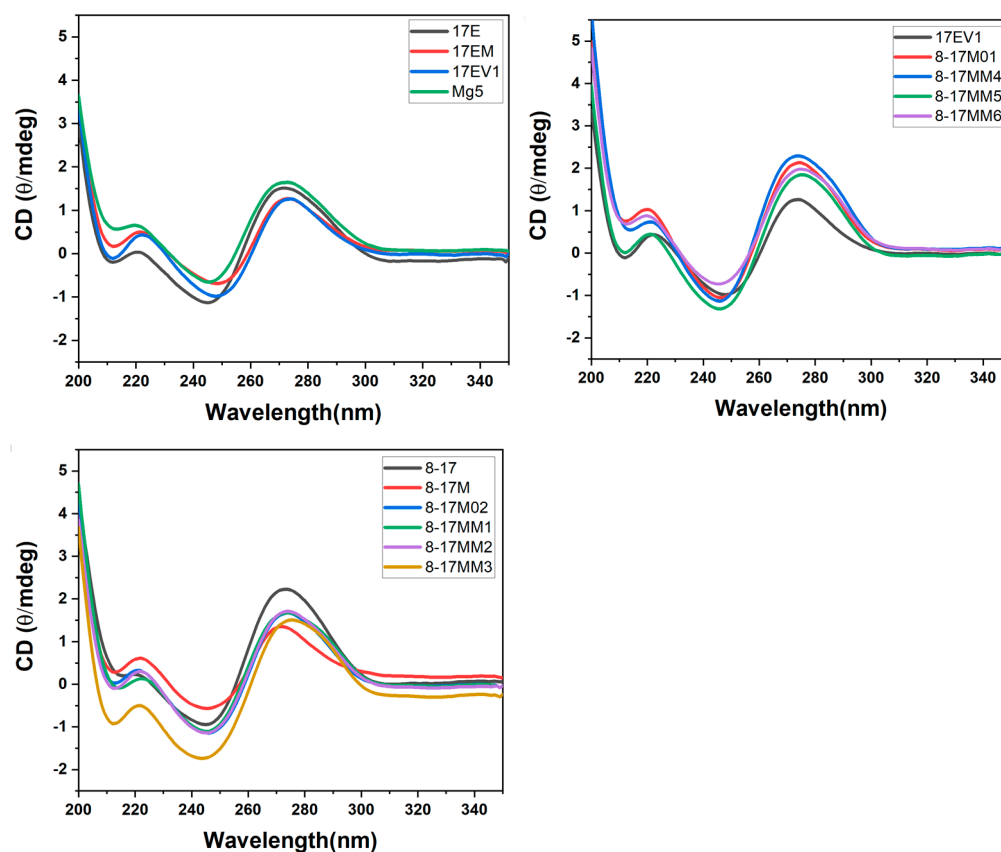 CD (θ/mdeg)
5
4
3
2
1
0
-1
-2
17E
17EM
17EV1
Mg5
200 220 240 260 280 300 320 340
Wavelength(nm)
CD (θ/mdeg)
5
4
3
2
1
0
-1
-2
17EV1
8-17M01
8-17MM4
8-17MM5
8-17MM6
200 220 240 260 280 300 320 340
Wavelength(nm)
CD (θ/mdeg)
5
4
3
2
1
0
-1
-2
8-17
8-17M
8-17M02
8-17MM1
8-17MM2
8-17MM3
200 220 240 260 280 300 320 340
Wavelength(nm)